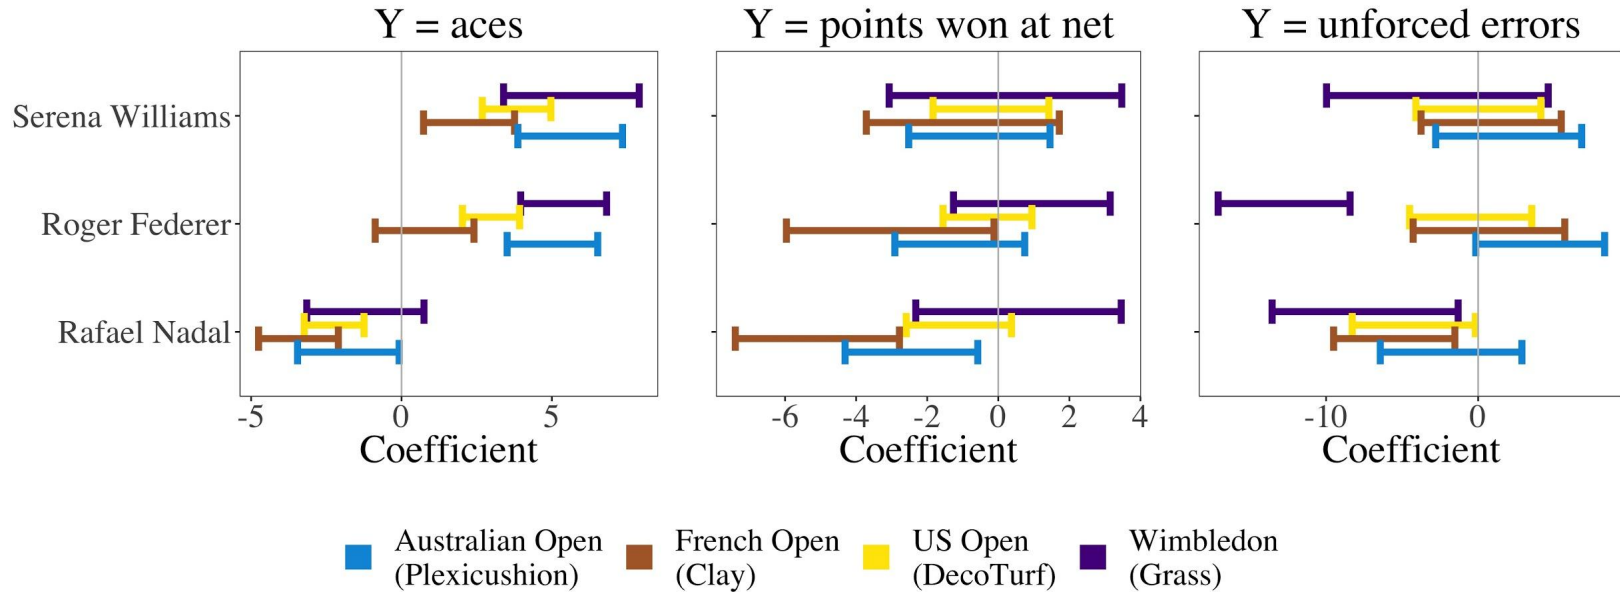 Y = aces
Y = points won at net
Y = unforced errors
Serena Williams
Roger Federer
Rafael Nadal
-5 0 5
-6 -4 -2 0 2 4
-10 0
Coefficient
Coefficient
Coefficient
Australian Open
(Plexicushion)
French Open
(Clay)
US Open
(DecoTurf)
Wimbledon
(Grass)